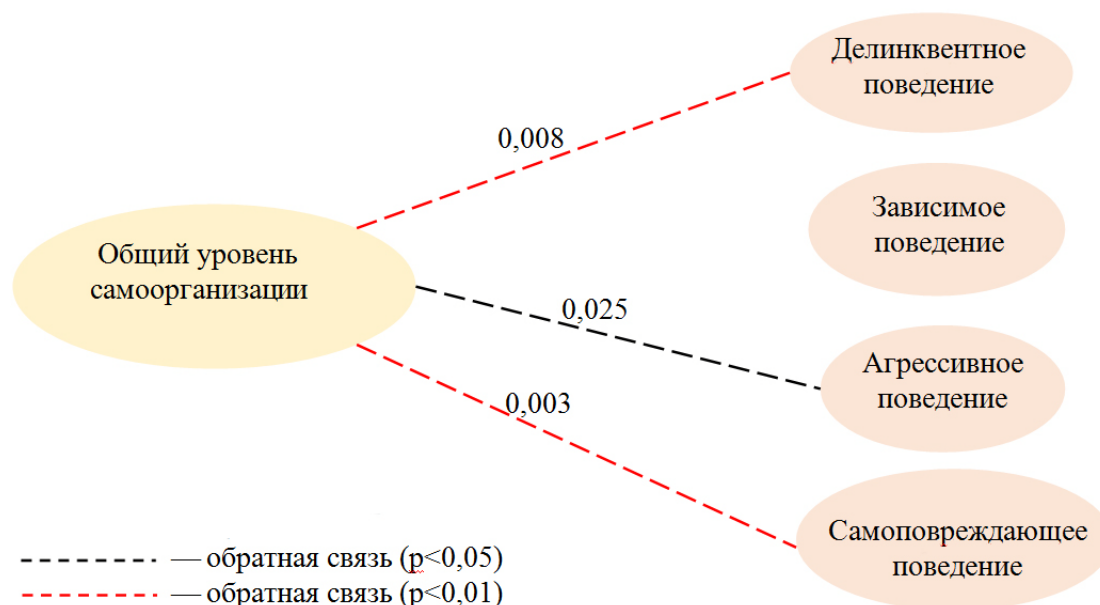 Делинквентное
поведение
0,008
Зависимое
поведение
Общий уровень
самоорганизации
0,025
Агрессивное
поведение
0,003
Самоповреждающее
поведение
— обратная связь (p<0,05)
— обратная связь (p<0,01)